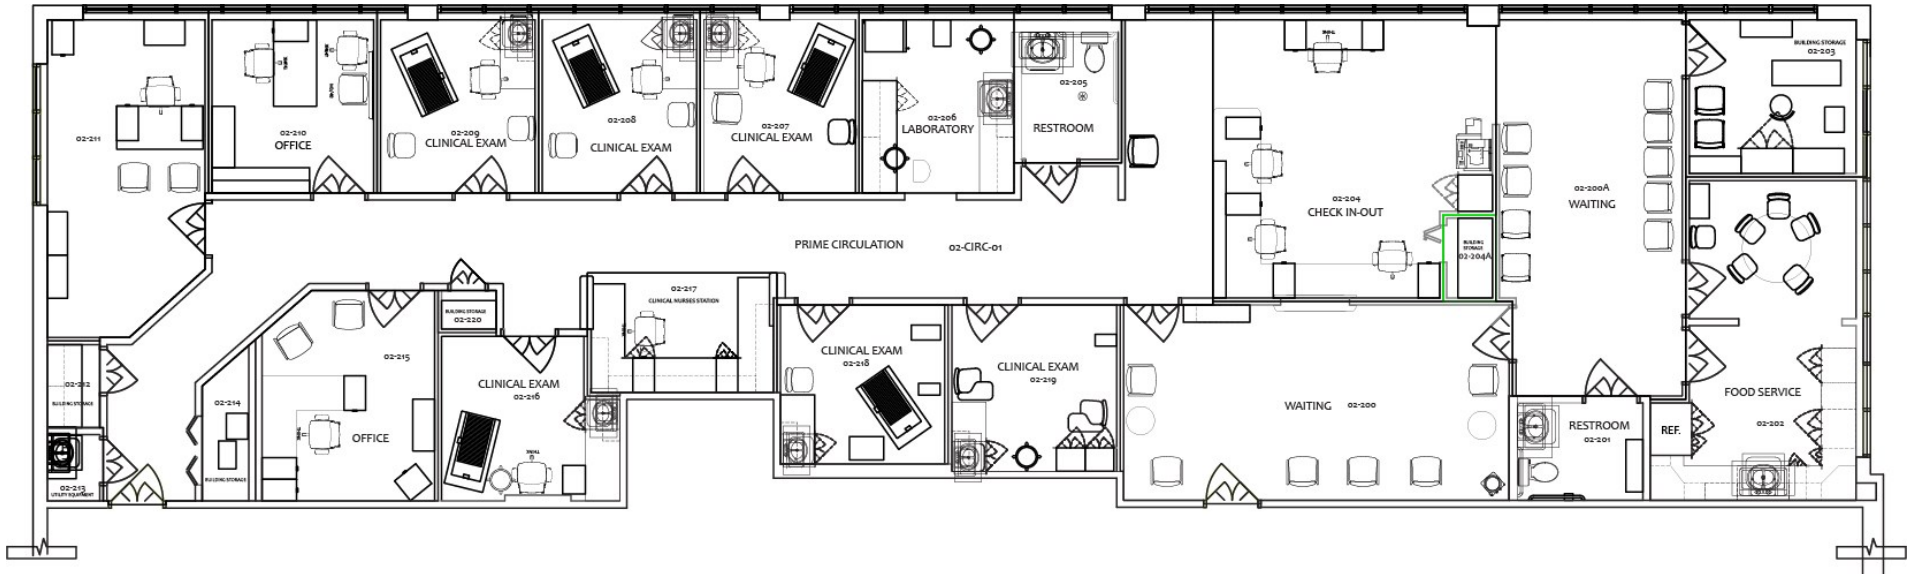 BUILDING STORAGE
02-203
02-205
RESTROOM
02-206
LABORATORY
02-207
CLINICAL EXAM
02-208
CLINICAL EXAM
02-209
CLINICAL EXAM
02-210
OFFICE
02-211
02-200A
WAITING
02-204
CHECK IN-OUT
BUILDING
STORAGE
02-204A
PRIME CIRCULATION 02-CIRC-01
02-217
CLINICAL NURSES STATION
BUILDING STORAGE
02-220
02-215
OFFICE
CLINICAL EXAM
02-218
CLINICAL EXAM
02-219
CLINICAL EXAM
02-216
02-212
BUILDING STORAGE
02-214
BUILDING STORAGE
02-213
UTILITY EQUIPMENT
WAITING 02-200
RESTROOM
02-201
REF.
FOOD SERVICE
02-202